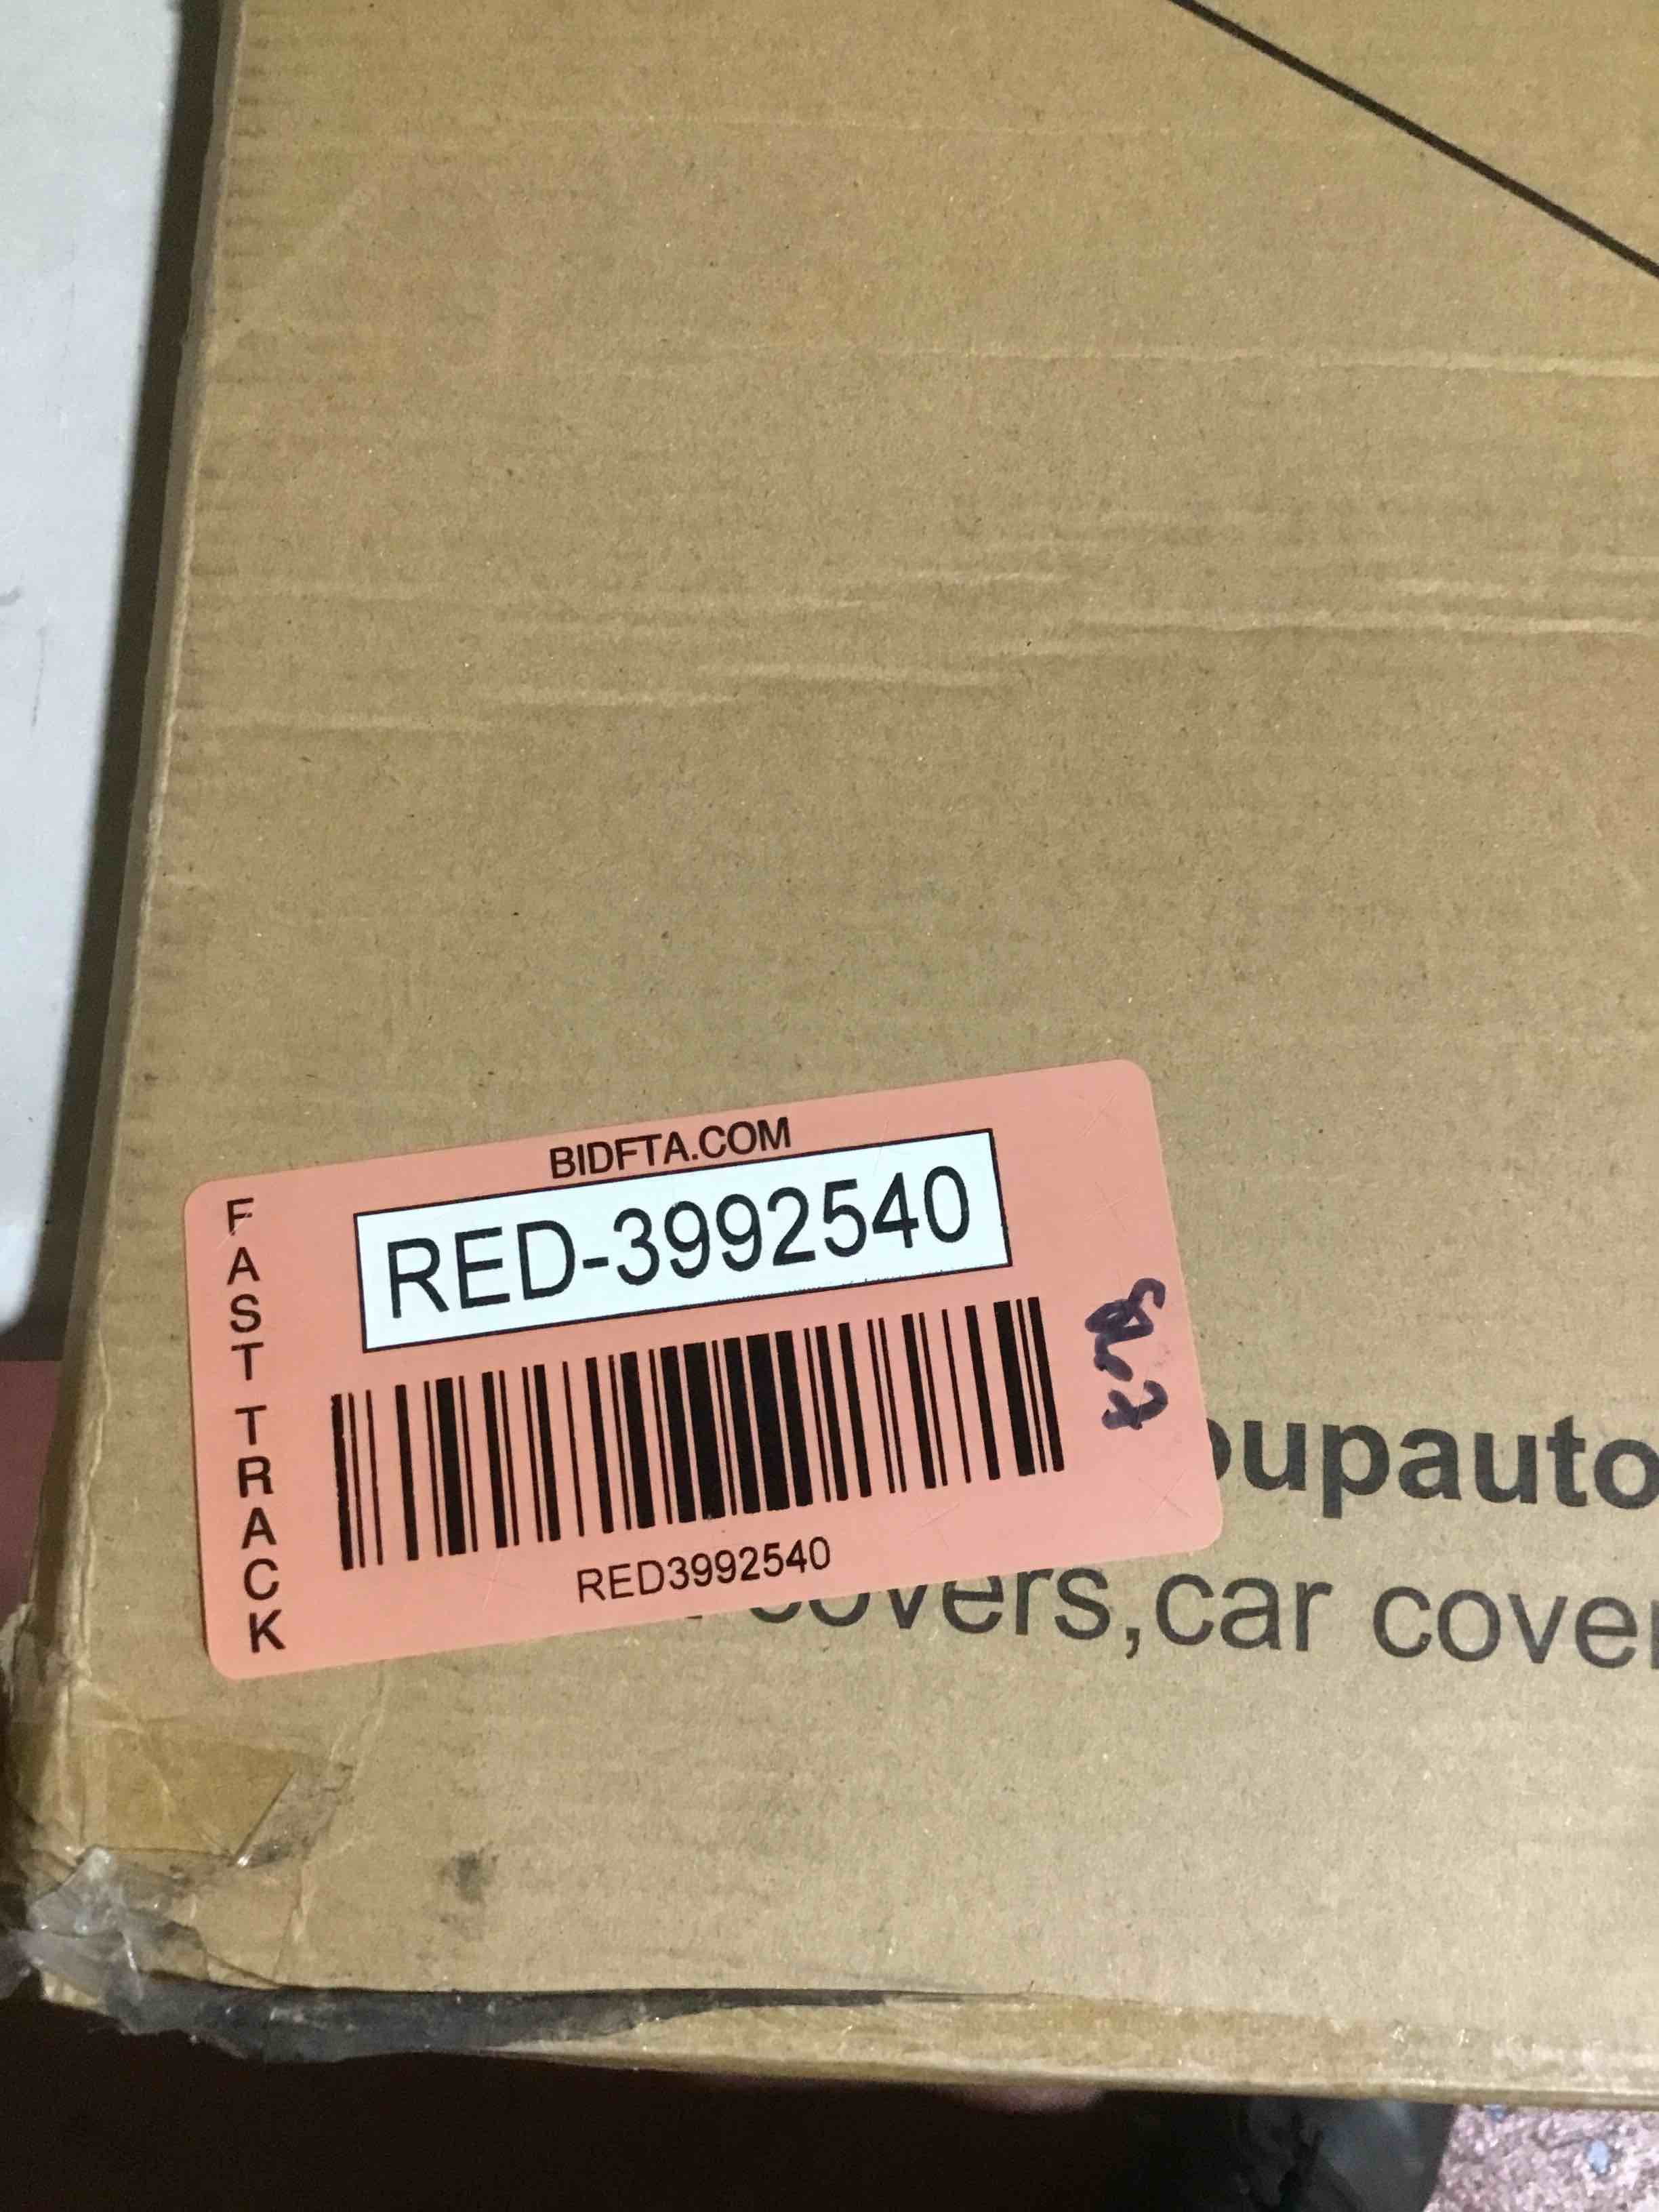 BIDFTA.COM
FAST TRACK
RED-3992540
RED3992540
oupauto
covers,car cover